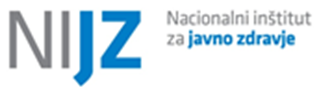 NIJZ
Nacionalni inštitut
za javno zdravje